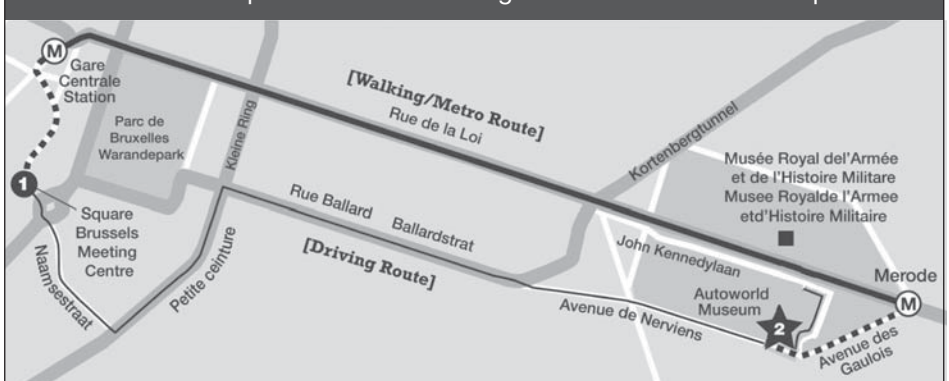 M
Gare
Centrale
Station
[Walking/Metro Route]
Rue de la Loi
Parc de
Bruxelles
Warandepark
Kleine Ring
Kortenbergtunnel
Musée Royal del'Armée
et de l'Histoire Militare
Musee Royalde l'Armee
etd'Histoire Militaire
1
Square
Brussels
Meeting
Centre
Rue Ballard Ballardstrat
[Driving Route]
Naamsestraat
Petite ceinture
John Kennedylaan
Merode
M
Autoworld
Museum
2
Avenue de Nerviens
Avenue des
Gaulois